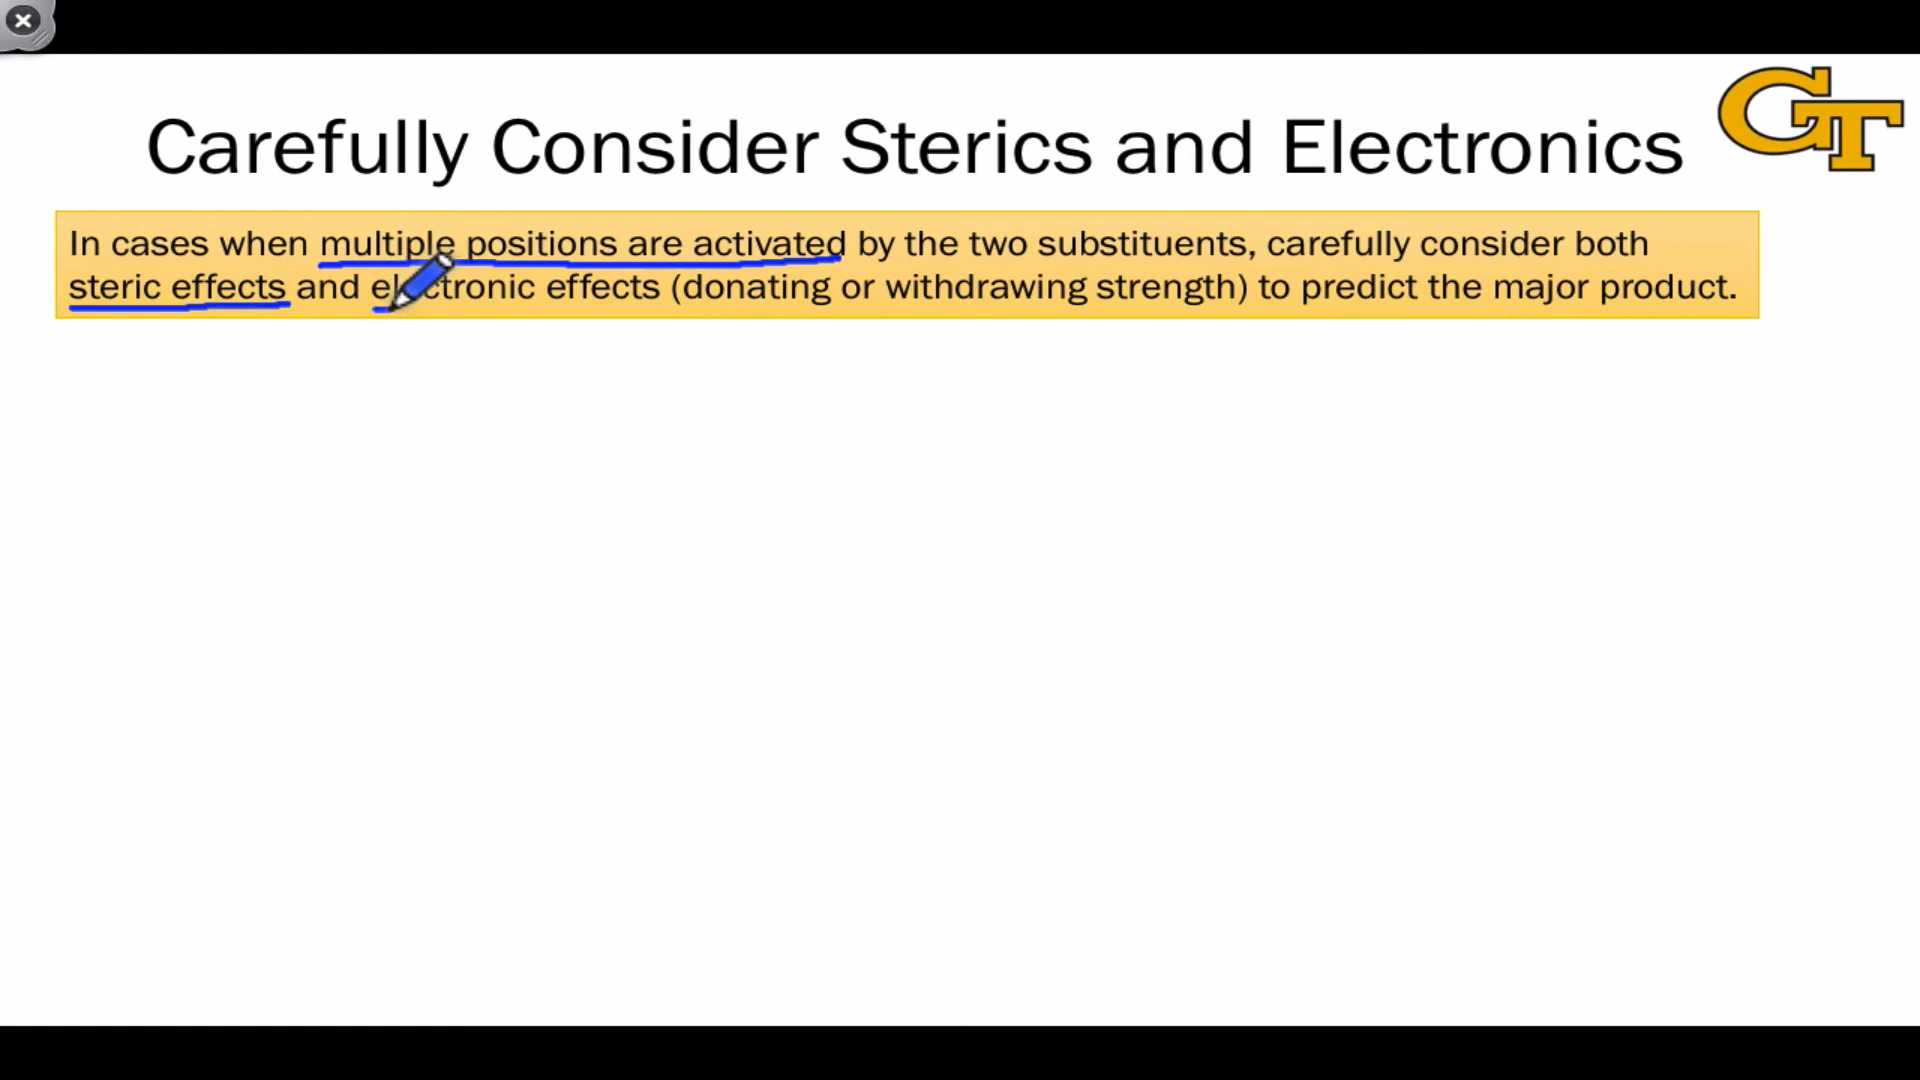 GT
Carefully Consider Sterics and Electronics
In cases when multiple positions are activated by the two substituents, carefully consider both
steric effects and electronic effects (donating or withdrawing strength) to predict the major product.